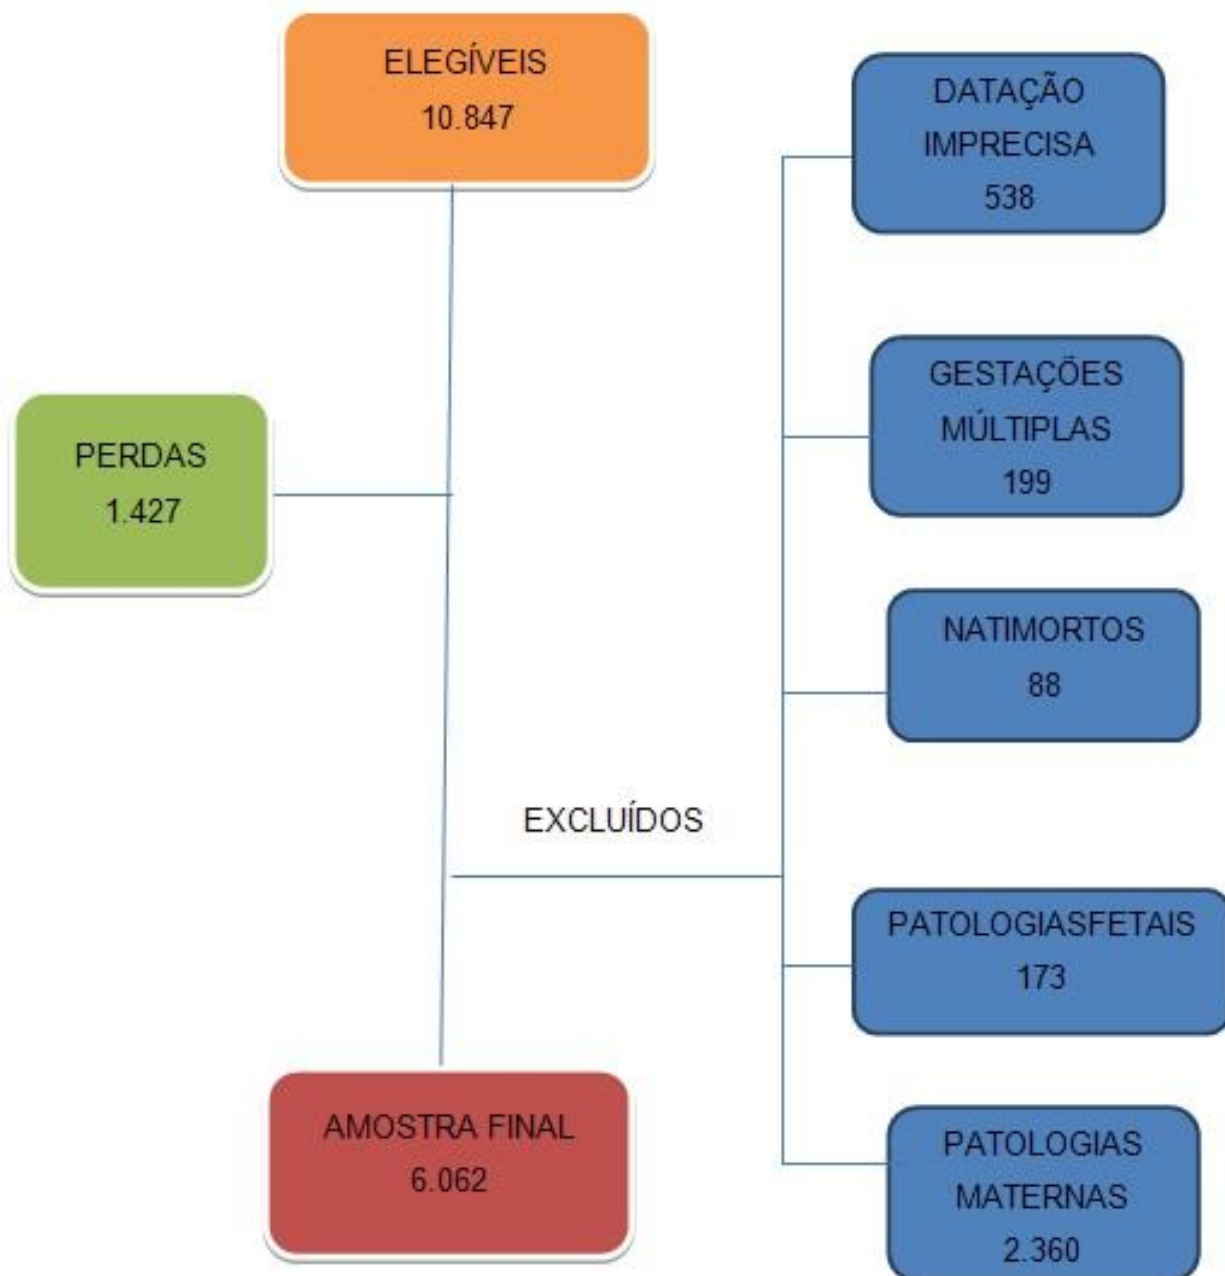 ELEGÍVEIS
10.847
DATAÇÃO
IMPRECISA
538
GESTAÇÕES
MÚLTIPLAS
199
PERDAS
1.427
NATIMORTOS
88
EXCLUÍDOS
PATOLOGIASFETAIS
173
AMOSTRA FINAL
6.062
PATOLOGIAS
MATERNAS
2.360